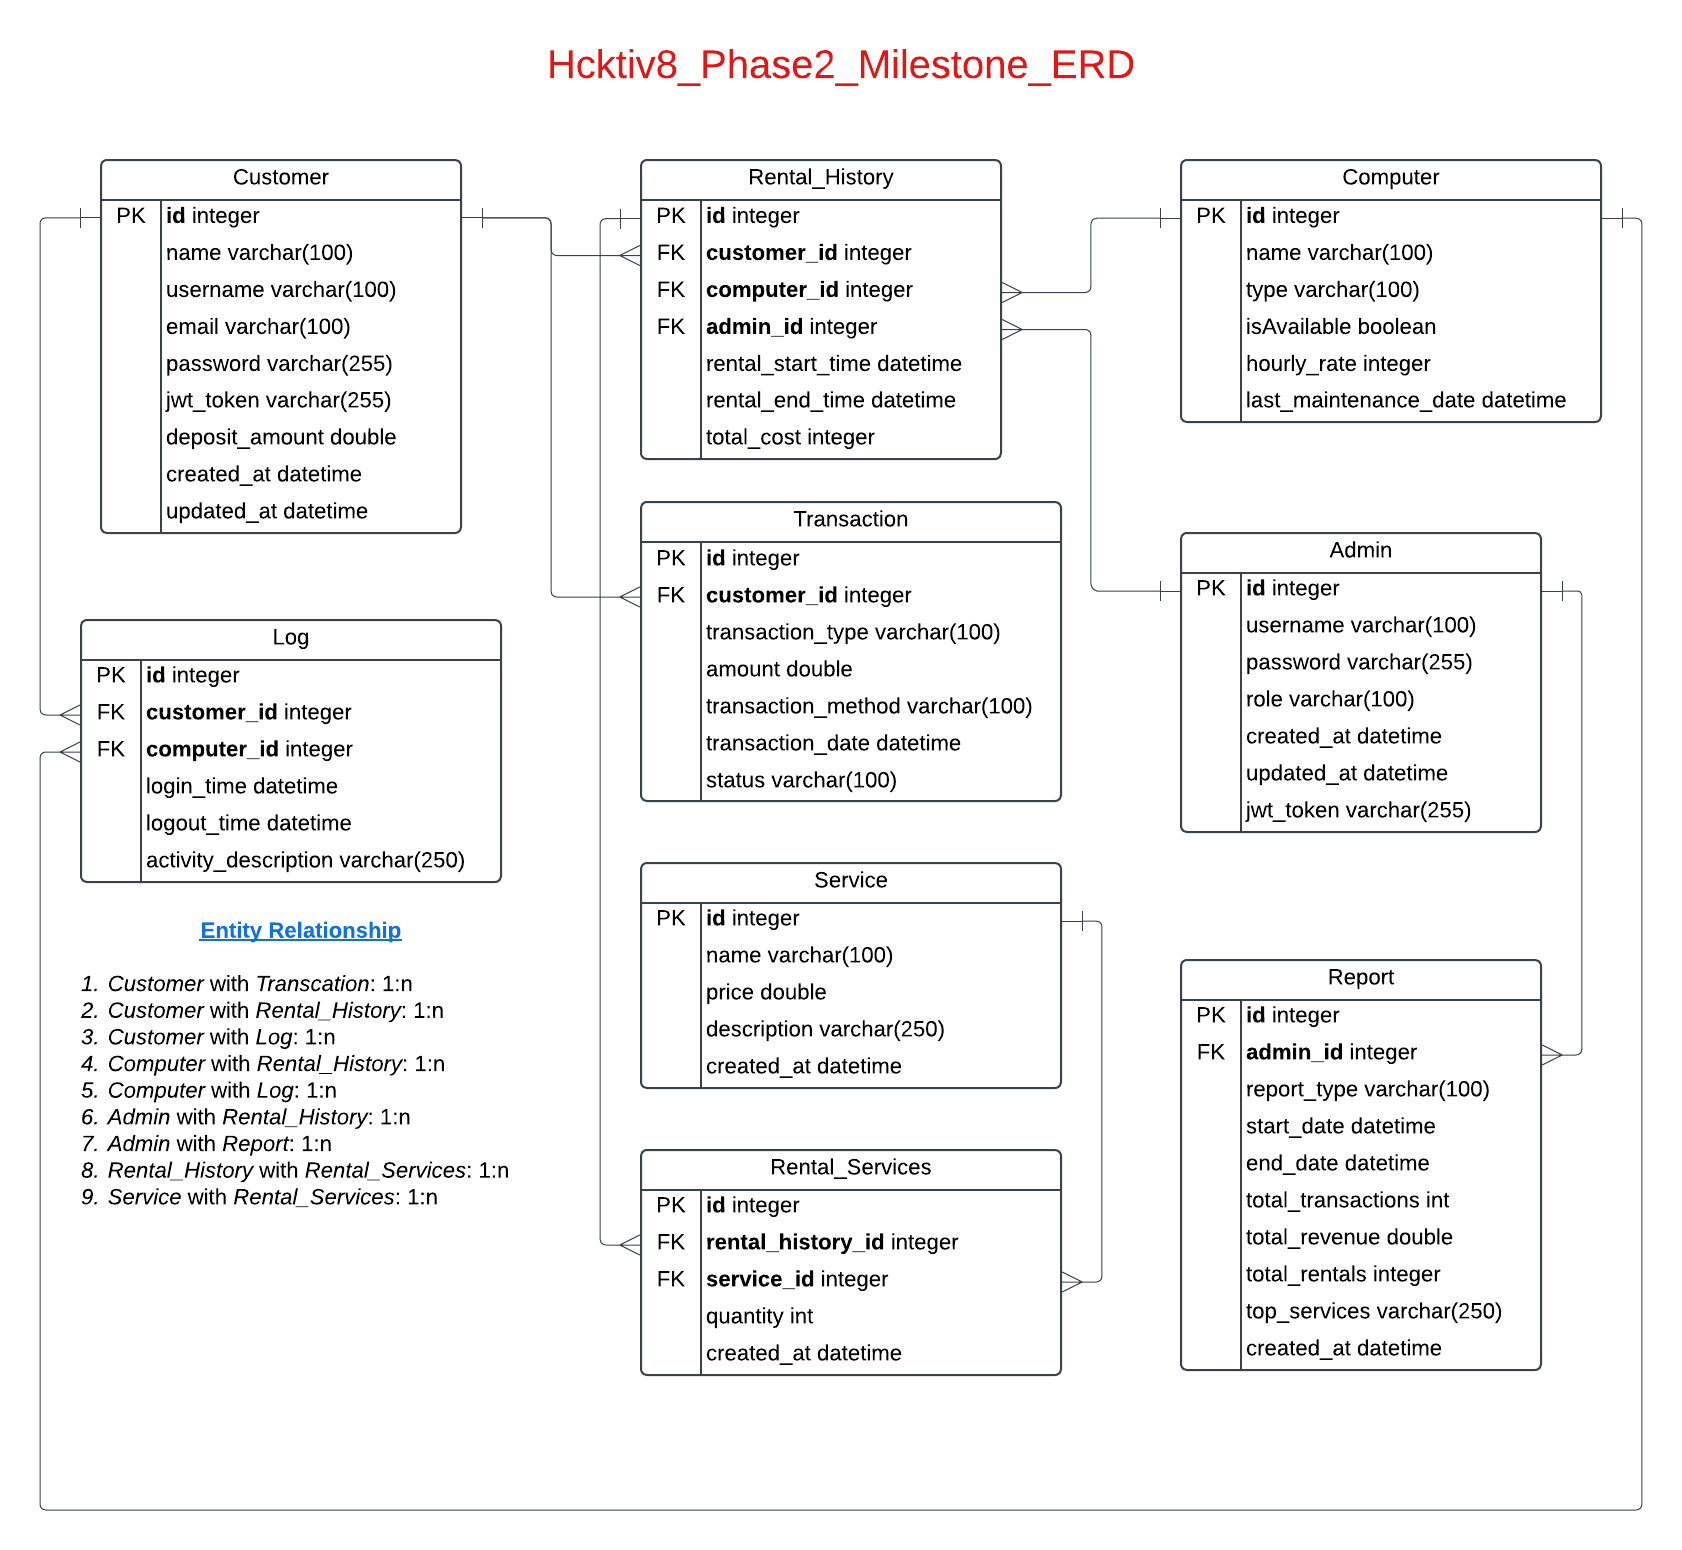 Hcktiv8_Phase2_Milestone_ERD
Customer
PK id integer
name varchar(100)
username varchar(100)
email varchar(100)
password varchar(255)
jwt_token varchar(255)
deposit_amount double
created_at datetime
updated_at datetime
Rental_History
PK id integer
FK customer_id integer
FK computer_id integer
FK admin_id integer
rental_start_time datetime
rental_end_time datetime
total_cost integer
Computer
PK id integer
name varchar(100)
type varchar(100)
isAvailable boolean
hourly_rate integer
last_maintenance_date datetime
Transaction
PK id integer
FK customer_id integer
transaction_type varchar(100)
amount double
transaction_method varchar(100)
transaction_date datetime
status varchar(100)
Admin
PK id integer
username varchar(100)
password varchar(255)
role varchar(100)
created_at datetime
updated_at datetime
jwt_token varchar(255)
Log
PK id integer
FK customer_id integer
FK computer_id integer
login_time datetime
logout_time datetime
activity_description varchar(250)
Service
PK id integer
name varchar(100)
price double
description varchar(250)
created_at datetime
Entity Relationship
1. Customer with Transcation: 1:n
2. Customer with Rental_History: 1:n
3. Customer with Log: 1:n
4. Computer with Rental_History: 1:n
5. Computer with Log: 1:n
6. Admin with Rental_History: 1:n
7. Admin with Report: 1:n
8. Rental_History with Rental_Services: 1:n
9. Service with Rental_Services: 1:n
Report
PK id integer
FK admin_id integer
report_type varchar(100)
start_date datetime
end_date datetime
total_transactions int
total_revenue double
total_rentals integer
top_services varchar(250)
created_at datetime
Rental_Services
PK id integer
FK rental_history_id integer
FK service_id integer
quantity int
created_at datetime